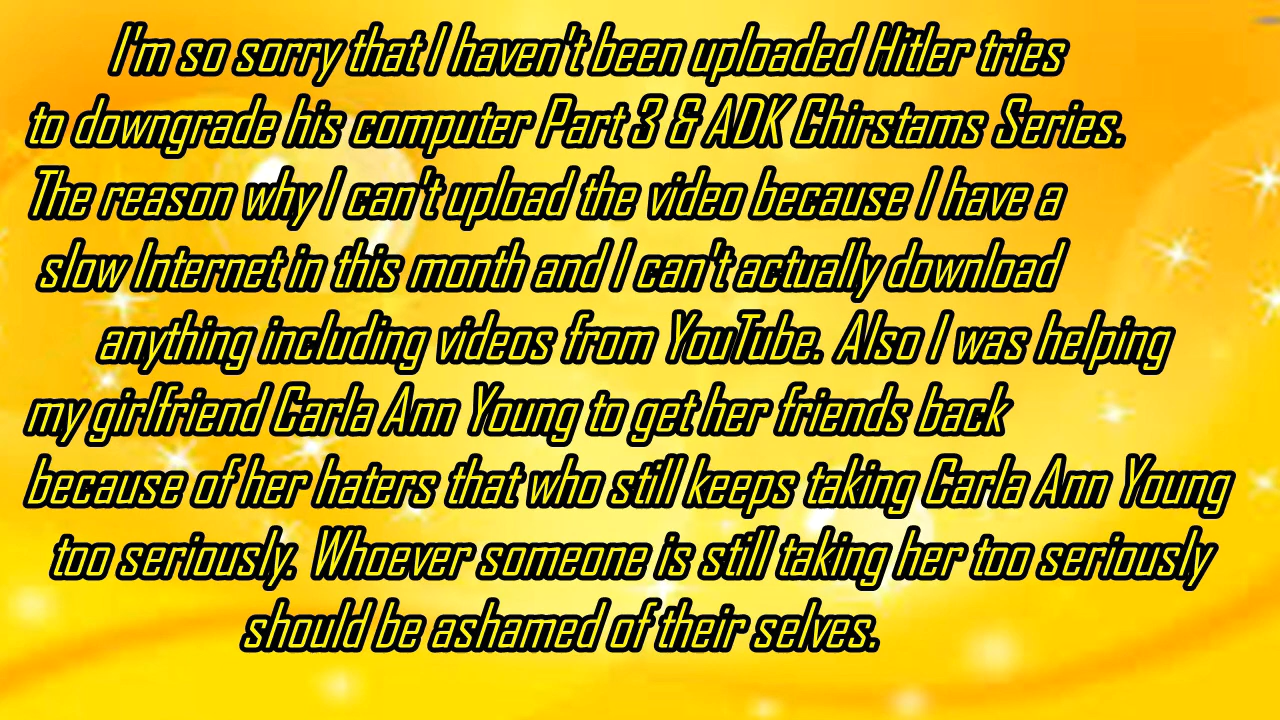 I'm so sorry that I haven't been uploaded Hitler tries
to downgrade his computer Part 3 & ADK Chirstams Series.
The reason why I can't upload the video because I have a
slow Internet in this month and I can't actually download
anything including videos from YouTube. Also I was helping
my girlfriend Carla Ann Young to get her friends back
because of her haters that who still keeps taking Carla Ann Young
too seriously. Whoever someone is still taking her too seriously
should be ashamed of their selves.